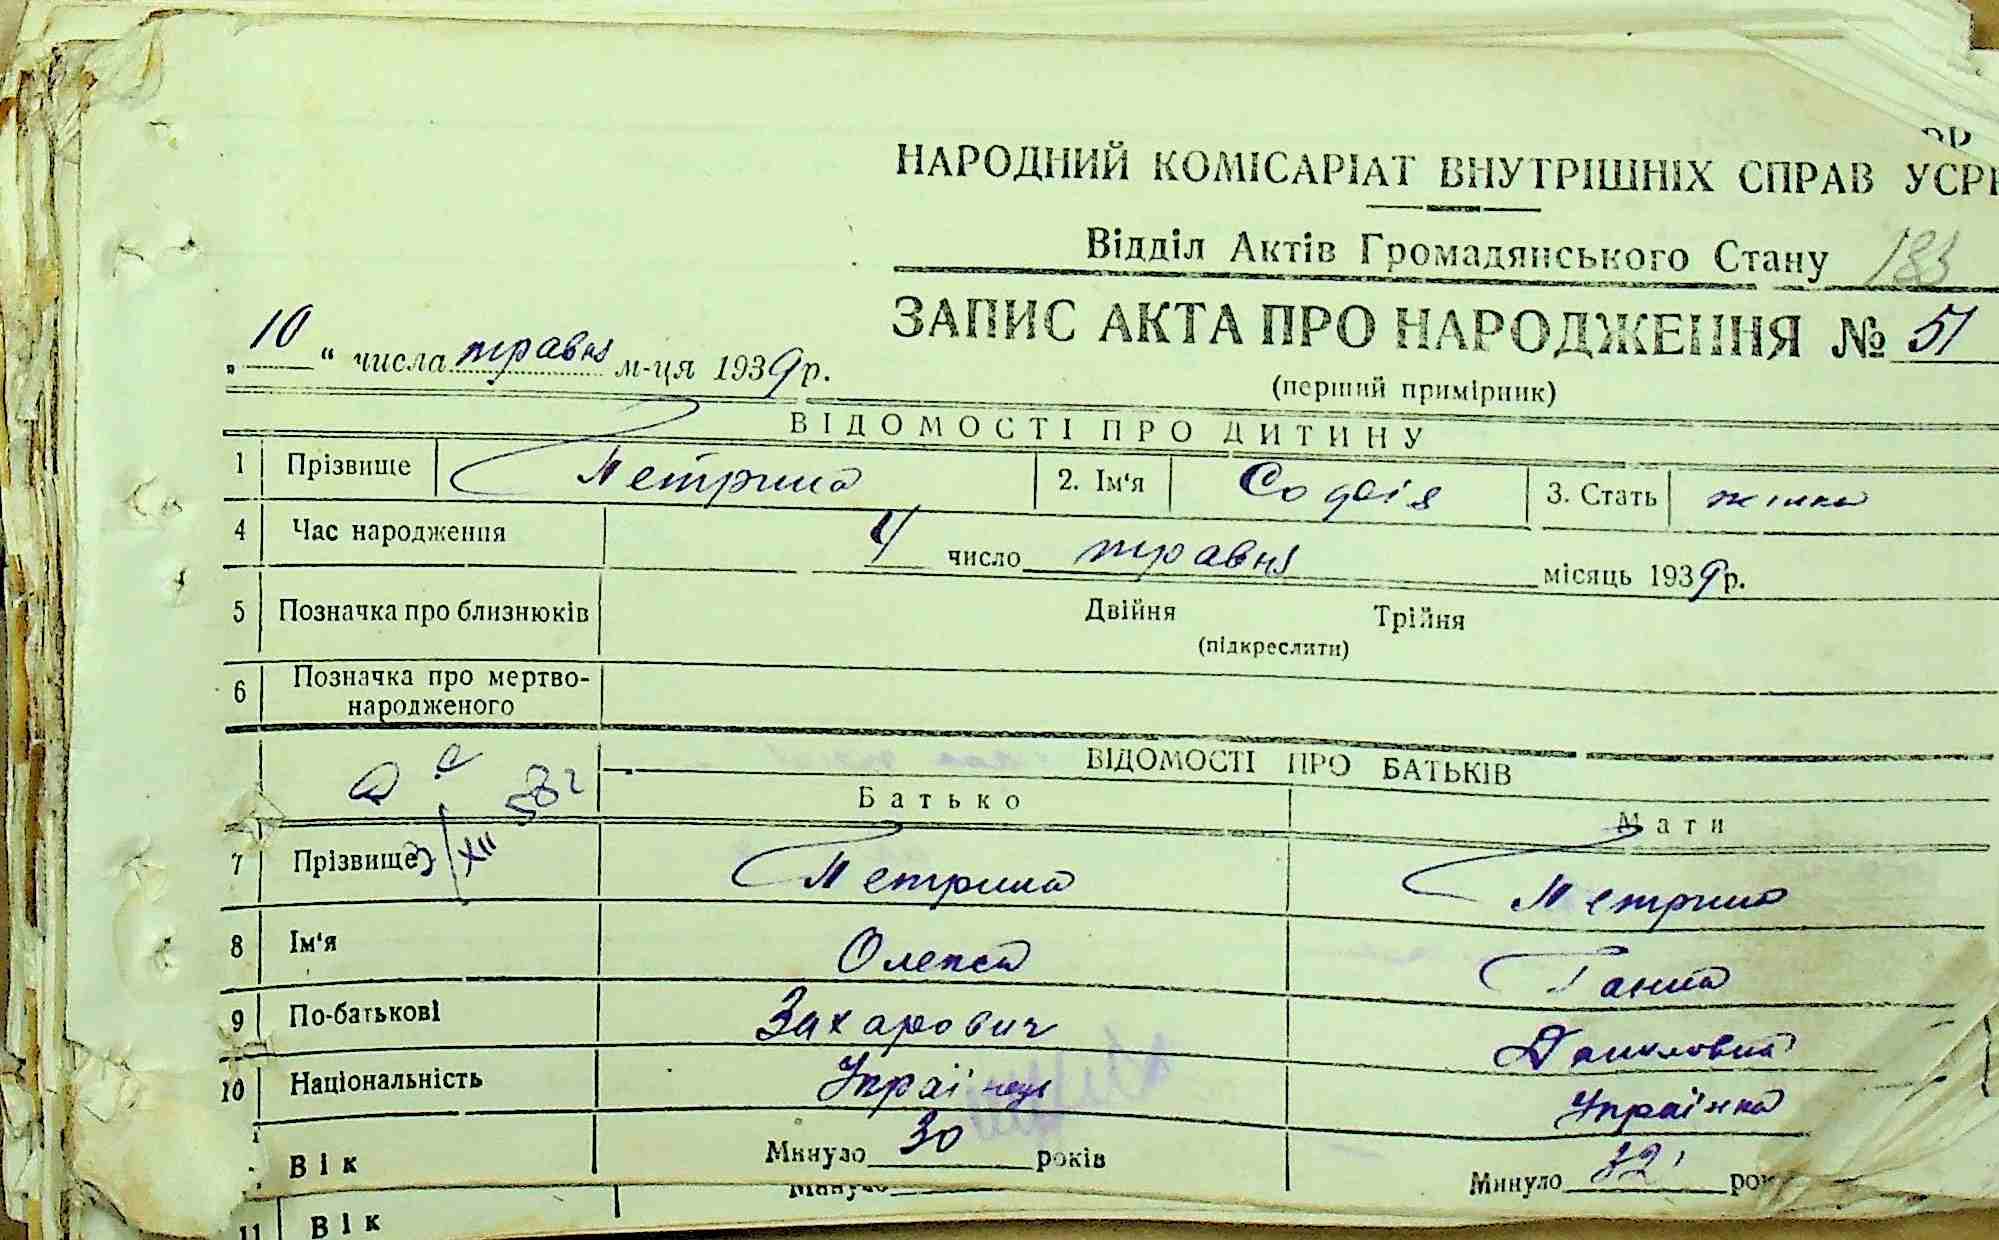 НАРОДНИЙ КОМІСАРІАТ ВНУТРІШНІХ СПРАВ УСРР
Відділ Актів Громадянського Стану 183
ЗАПИС АКТА ПРО НАРОДЖЕННЯ № 51
„10“ числа травня м-ця 1939 р.
(перший примірник)
ВІДОМОСТІ ПРО ДИТИНУ
1 Прізвище Петрина 2. Ім'я Софія 3. Стать жінка
4 Час народження 4 число травня місяць 1939 р.
5 Позначка про близнюків Двійня Трійня
(підкреслити)
6 Позначка про мертво-
народженого
ВІДОМОСТІ ПРО БАТЬКІВ
Батько Мати
7 Прізвище Петрина Петрина
8 Ім'я Олекса Ганна
9 По-батькові Захарович
10 Національність Українець Українка
Вік Минуло 30 років Минуло 32 рок
Минуло
11 Вік